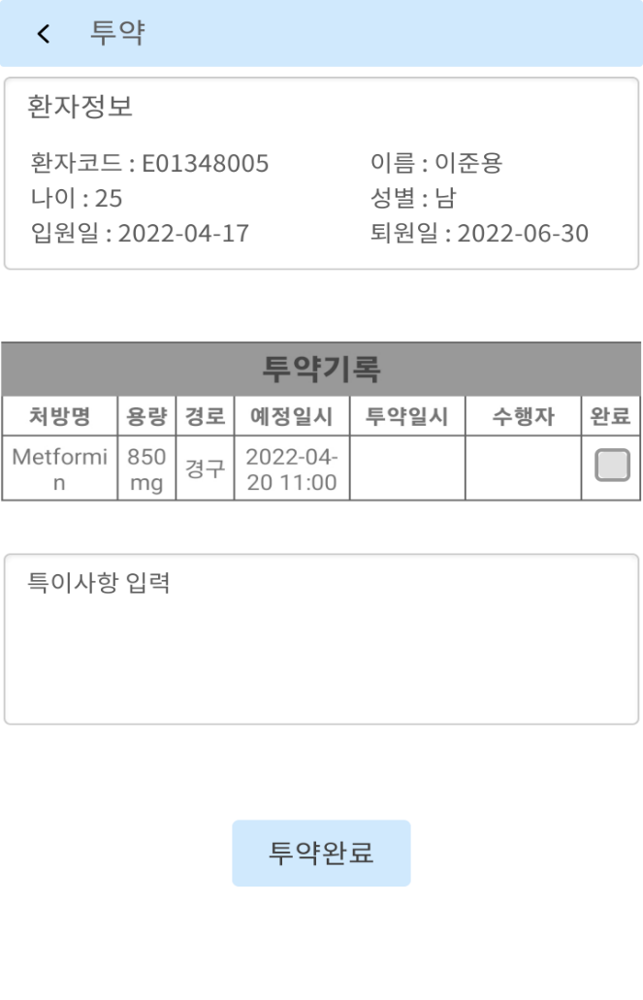 투약
환자정보
환자코드 : E01348005 이름 : 이준용
나이 : 25 성별 : 남
입원일 : 2022-04-17 퇴원일 : 2022-06-30
투약기록
처방명 용량 경로 예정일시 투약일시 수행자 완료
Metformi 850 경구 2022-04-
n mg 20 11:00
특이사항 입력
투약완료